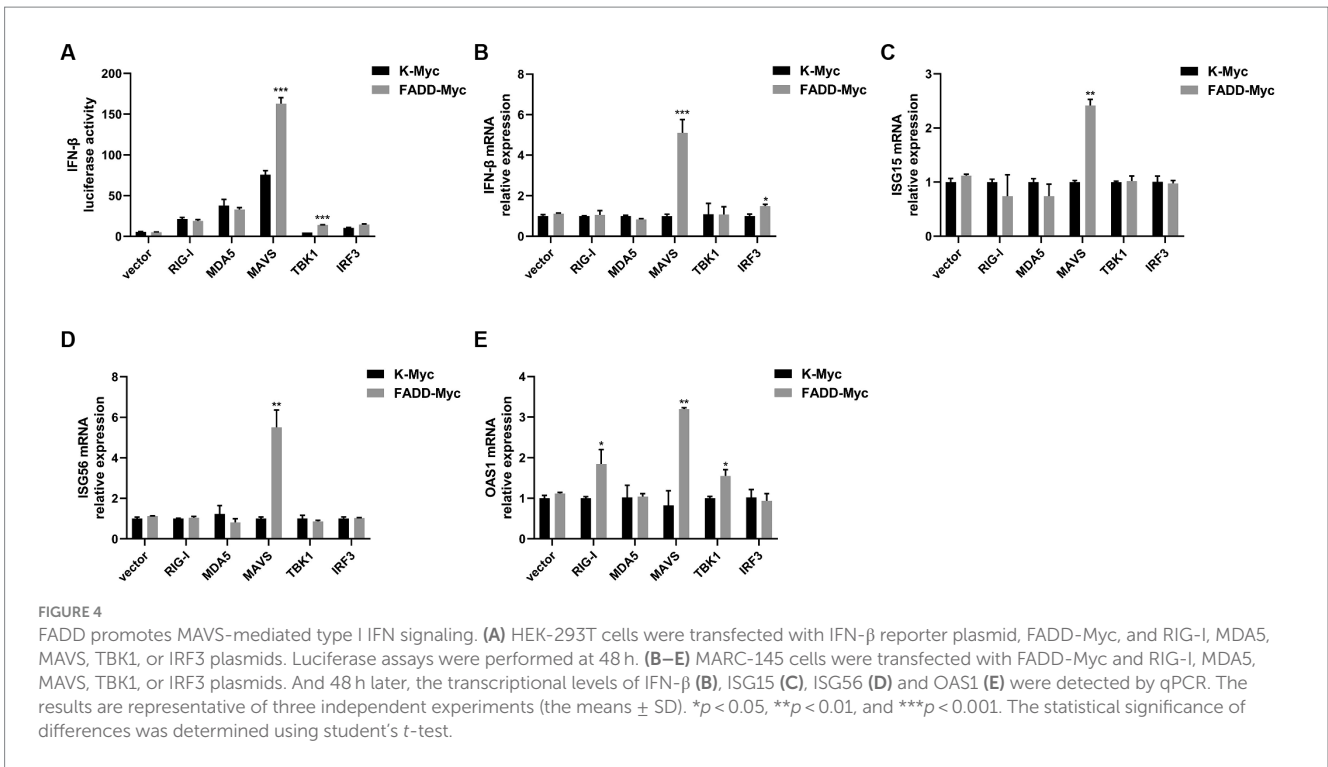 A
IFN-β
luciferase activity
200
150
100
50
0
***
***
vector
RIG-I
MDA5
MAVS
TBK1
IRF3
K-Myc
FADD-Myc
B
IFN-β mRNA
relative expression
8
6
4
2
0
***
*
vector
RIG-I
MDA5
MAVS
TBK1
IRF3
K-Myc
FADD-Myc
C
ISG15 mRNA
relative expression
3
2
1
0
**
vector
RIG-I
MDA5
MAVS
TBK1
IRF3
K-Myc
FADD-Myc
D
ISG56 mRNA
relative expression
8
6
4
2
0
**
vector
RIG-I
MDA5
MAVS
TBK1
IRF3
K-Myc
FADD-Myc
E
OAS1 mRNA
relative expression
4
3
2
1
0
*
**
*
vector
RIG-I
MDA5
MAVS
TBK1
IRF3
K-Myc
FADD-Myc
FIGURE 4
FADD promotes MAVS-mediated type I IFN signaling. (A) HEK-293T cells were transfected with IFN-β reporter plasmid, FADD-Myc, and RIG-I, MDA5,
MAVS, TBK1, or IRF3 plasmids. Luciferase assays were performed at 48 h. (B–E) MARC-145 cells were transfected with FADD-Myc and RIG-I, MDA5,
MAVS, TBK1, or IRF3 plasmids. And 48 h later, the transcriptional levels of IFN-β (B), ISG15 (C), ISG56 (D) and OAS1 (E) were detected by qPCR. The
results are representative of three independent experiments (the means ± SD). *p < 0.05, **p < 0.01, and ***p < 0.001. The statistical significance of
differences was determined using student's t-test.